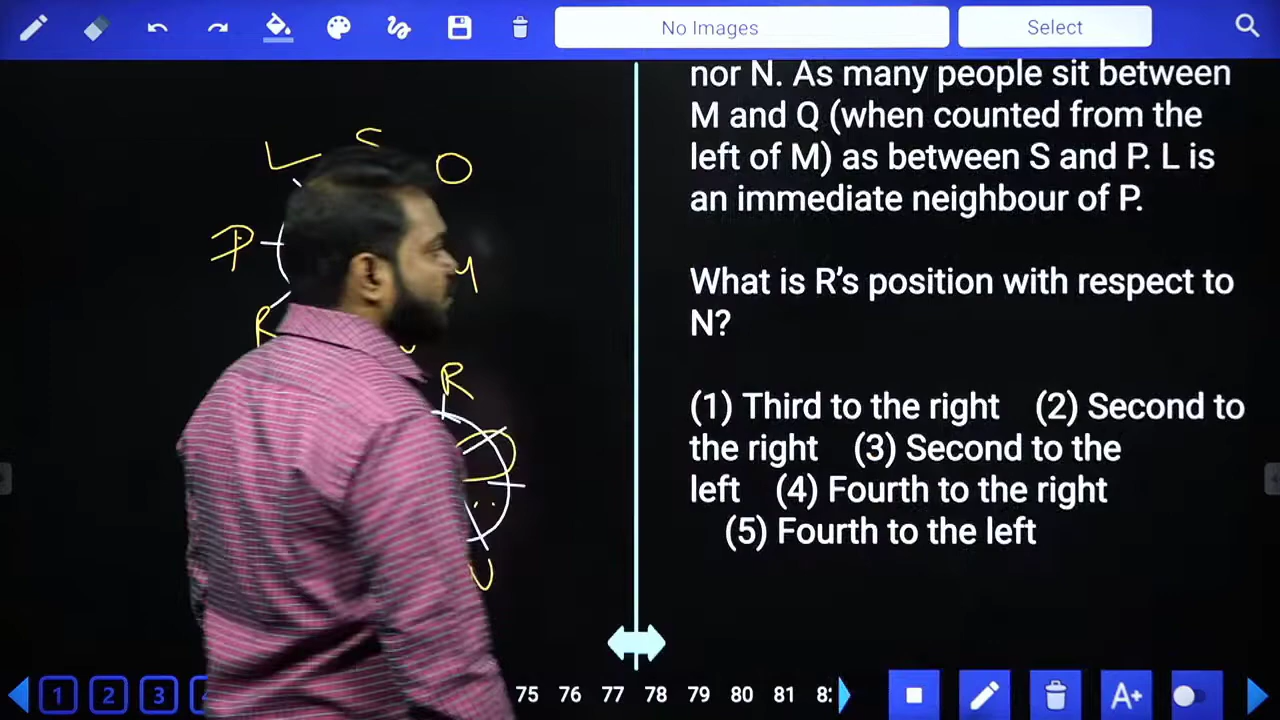 No Images
Select
nor N. As many people sit between
M and Q (when counted from the
left of M) as between S and P. L is
an immediate neighbour of P.
What is R’s position with respect to
N?
(1) Third to the right (2) Second to
the right (3) Second to the
left (4) Fourth to the right
(5) Fourth to the left
L S O
P
R
R
N
1 2 3 75 76 77 78 79 80 81
A+